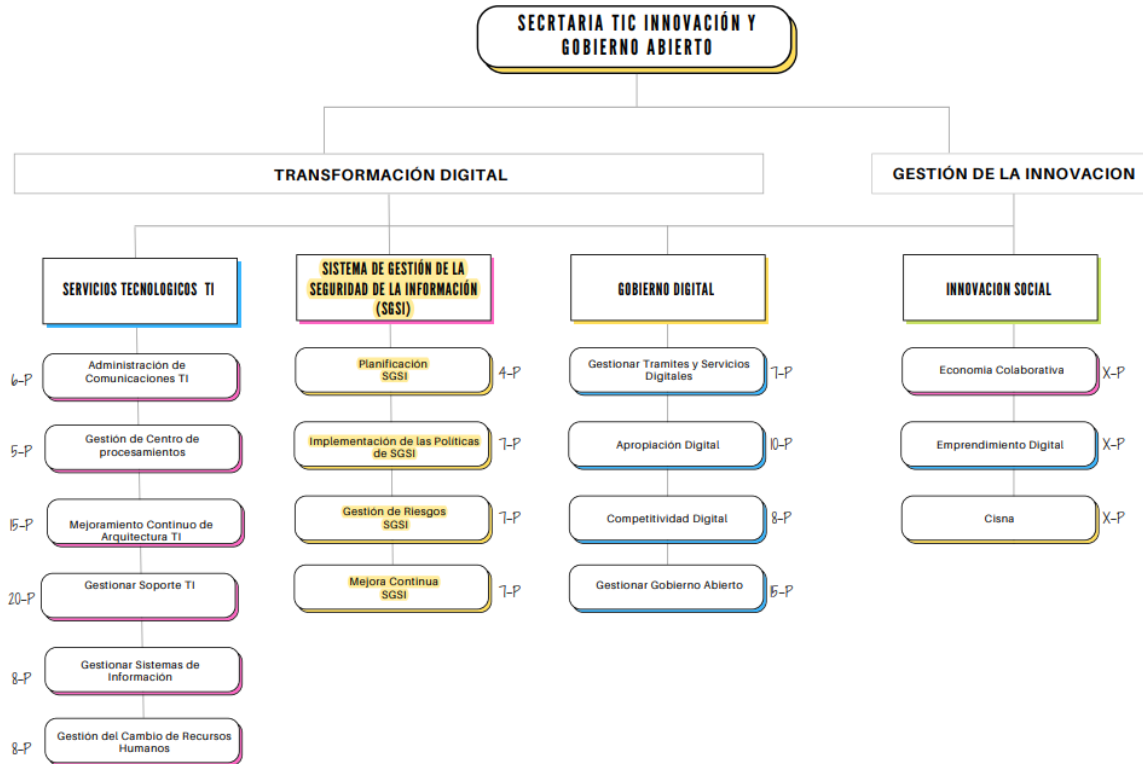 SECRTARIA TIC INNOVACIÓN Y
GOBIERNO ABIERTO
TRANSFORMACIÓN DIGITAL
GESTIÓN DE LA INNOVACION
SERVICIOS TECNOLOGICOS TI
SISTEMA DE GESTIÓN DE LA
SEGURIDAD DE LA INFORMACIÓN
(SGSI)
GOBIERNO DIGITAL
INNOVACION SOCIAL
6-P
Administración de
Comunicaciones TI
5-P
Gestión de Centro de
procesamientos
15-P
Mejoramiento Continuo de
Arquitectura TI
20-P
Gestionar Soporte TI
8-P
Gestionar Sistemas de
Información
8-P
Gestión del Cambio de Recursos
Humanos
Planificación
SGSI
4-P
Implementación de las Políticas
de SGSI
7-P
Gestión de Riesgos
SGSI
7-P
Mejora Continua
SGSI
7-P
Gestionar Tramites y Servicios
Digitales
7-P
Apropiación Digital
10-P
Competitividad Digital
8-P
Gestionar Gobierno Abierto
15-P
Economia Colaborativa
X-P
Emprendimiento Digital
X-P
Cisna
X-P